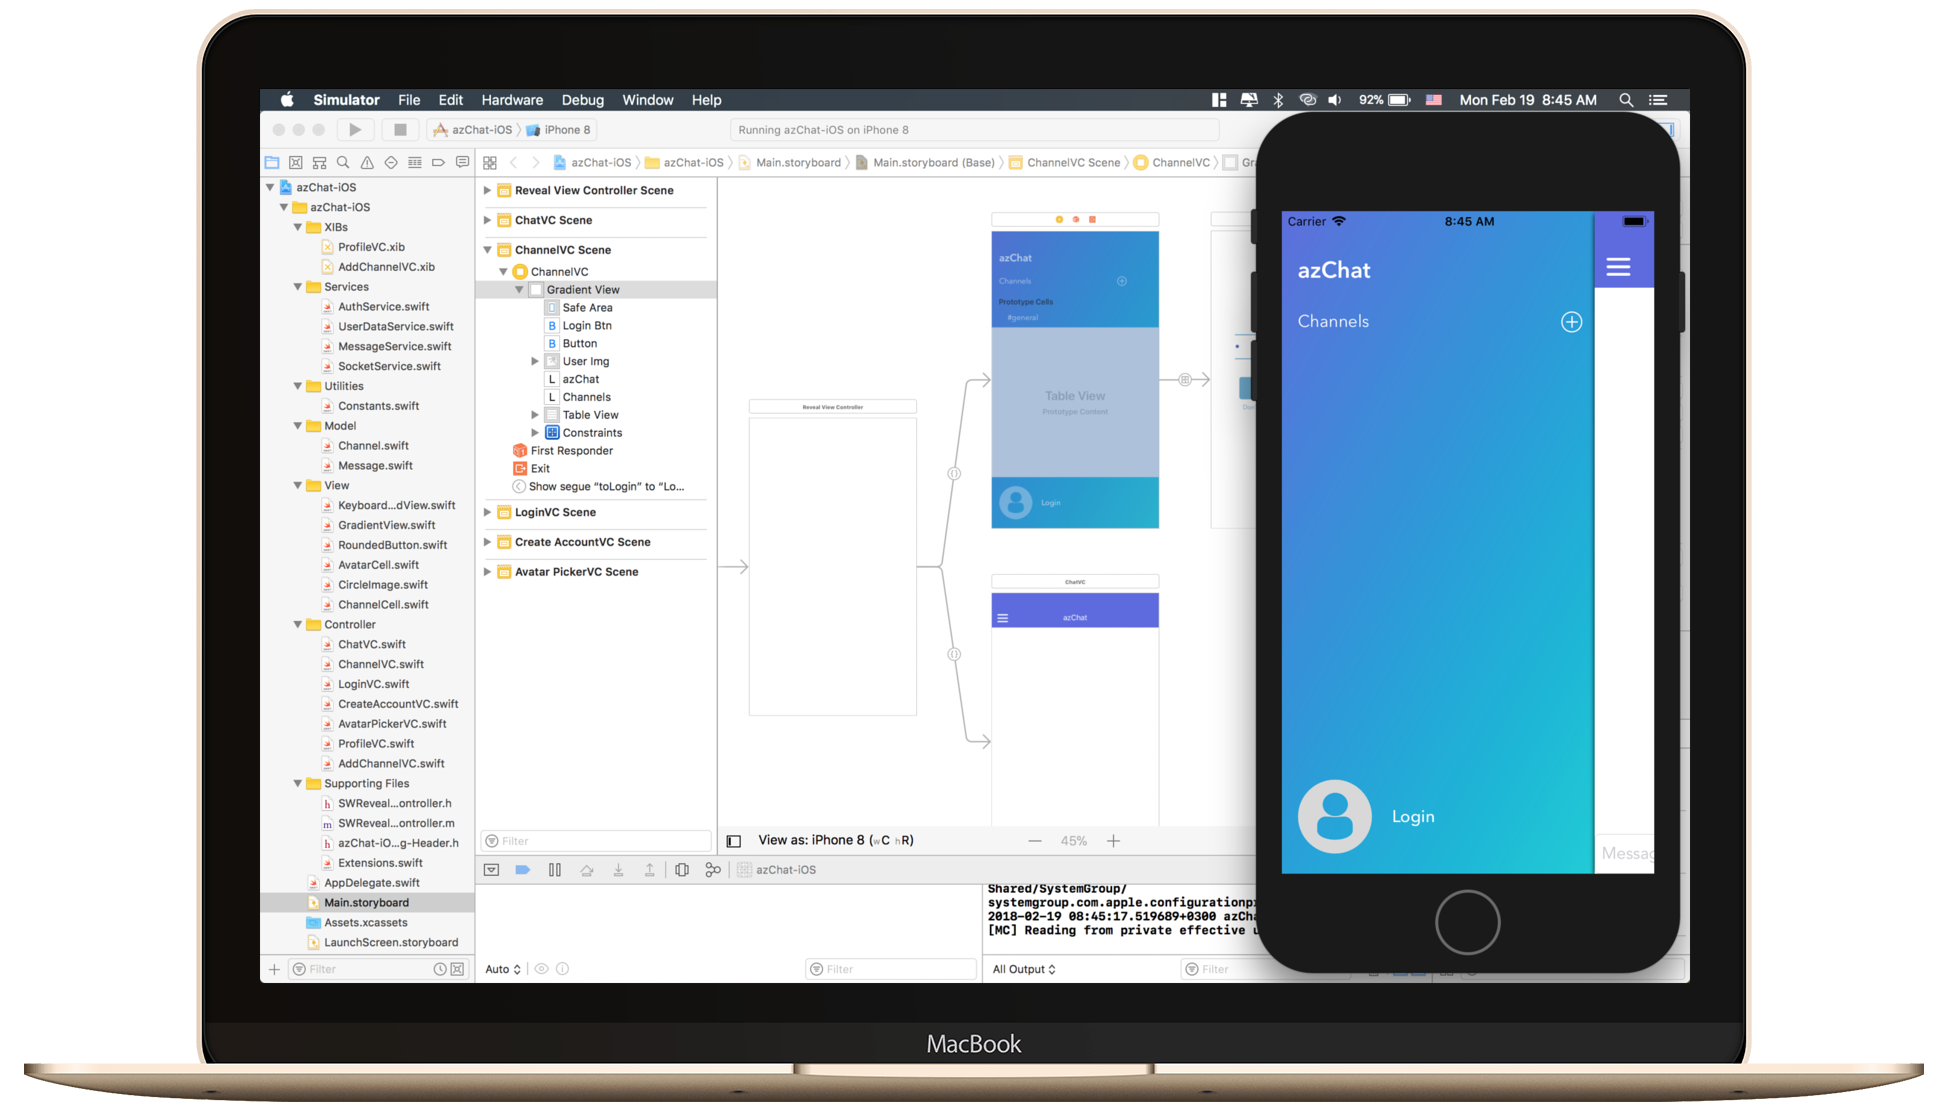 Simulator File Edit Hardware Debug Window Help
92% Mon Feb 19 8:45 AM
azChat-iOS iPhone 8
Running azChat-iOS on iPhone 8
azChat-iOS azChat-iOS Main.storyboard Main.storyboard (Base) ChannelVC Scene ChannelVC
azChat-iOS
azChat-iOS
XIBs
ProfileVC.xib
AddChannelVC.xib
Services
AuthService.swift
UserDataService.swift
MessageService.swift
SocketService.swift
Utilities
Constants.swift
Model
Channel.swift
Message.swift
View
Keyboard...dView.swift
GradientView.swift
RoundedButton.swift
AvatarCell.swift
CircleImage.swift
ChannelCell.swift
Controller
ChatVC.swift
ChannelVC.swift
LoginVC.swift
CreateAccountVC.swift
AvatarPickerVC.swift
ProfileVC.swift
AddChannelVC.swift
Supporting Files
SWReveal...ontroller.h
SWReveal...ontroller.m
azChat-iO...g-Header.h
Extensions.swift
AppDelegate.swift
Main.storyboard
Assets.xcassets
LaunchScreen.storyboard
Filter
Reveal View Controller Scene
ChatVC Scene
ChannelVC Scene
ChannelVC
Gradient View
Safe Area
B Login Btn
B Button
User Img
L azChat
L Channels
Table View
Constraints
First Responder
Exit
Show segue “toLogin” to “Lo...
LoginVC Scene
Create AccountVC Scene
Avatar PickerVC Scene
Filter
Reveal View Controller
azChat
Channels
Prototype Cells
#general
Table View
Prototype Content
Login
ChatVC
azChat
View as: iPhone 8 (wC hR)
45%
azChat-iOS
Shared/SystemGroup/
systemgroup.com.apple.configurationp
2018-02-19 08:45:17.519689+0300 azCha
[MC] Reading from private effective u
Auto
Filter
All Output
Filter
Carrier 8:45 AM
azChat
Channels
Login
Messag
MacBook